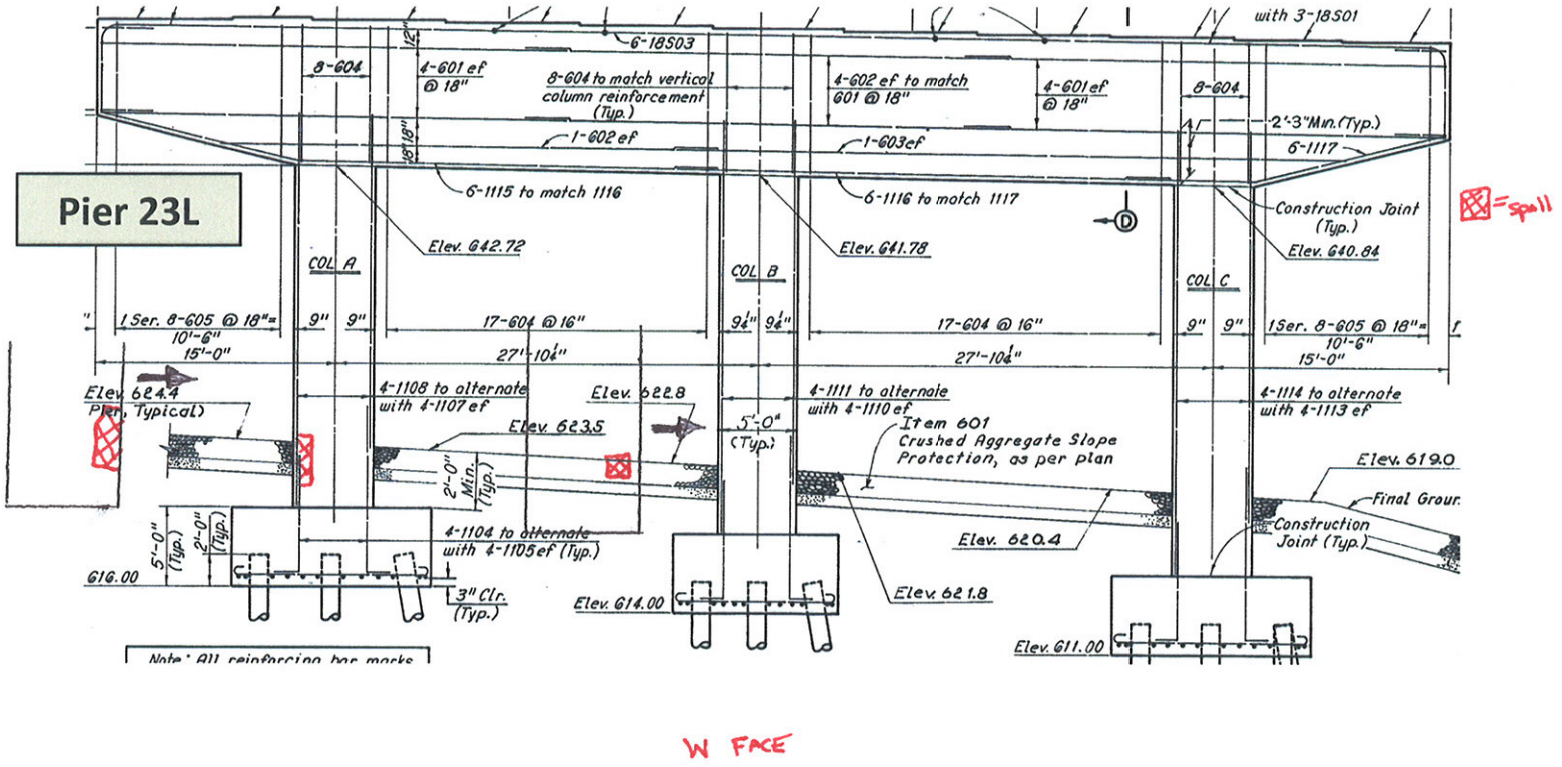 with 3-18S01
12"
6-18S03
8-604
4-601 ef
@ 18"
8-604 to match vertical
column reinforcement
(Typ.)
4-602 ef to match
601 @ 18"
4-601 ef
@ 18"
8-604
2'-3" Min. (Typ.)
18" 18"
1-602 ef
1-603 ef
6-1117
6-1115 to match 1116
6-1116 to match 1117
Pier 23L
D
Construction Joint
(Typ.)
= spall
Elev. 642.72
Elev. 641.78
Elev. 640.84
COL A
COL B
COL C
"
1 Ser. 8-605 @ 18"=
10'-6"
9" 9"
17-604 @ 16"
9¼" 9¼"
17-604 @ 16"
9" 9"
1 Ser. 8-605 @ 18"=
10'-6"
15'-0"
27'-10¼"
27'-10¼"
15'-0"
Elev. 624.4
Pier, Typical)
4-1108 to alternate
with 4-1107 ef
Elev. 622.8
4-1111 to alternate
with 4-1110 ef
4-1114 to alternate
with 4-1113 ef
Elev. 623.5
5'-0"
(Typ.)
Item 601
Crushed Aggregate Slope
Protection, as per plan
2'-0"
Min.
(Typ.)
Elev. 619.0
Final Groun
5'-0"
(Typ.)
2'-0"
(Typ.)
4-1104 to alternate
with 4-1105 ef (Typ.)
Elev. 620.4
Construction
Joint (Typ.)
616.00
3" Clr.
(Typ.)
Elev. 614.00
Elev. 621.8
Elev. 611.00
Note: All reinforcing bar marks
W FACE